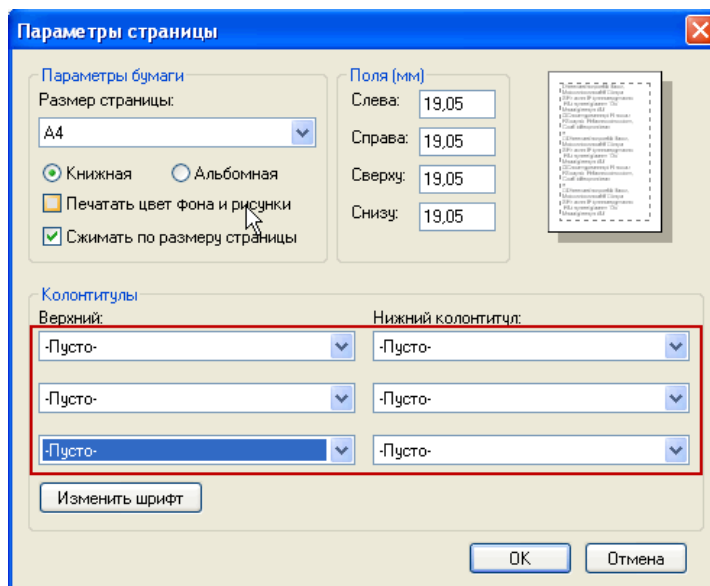 Параметры страницы
Параметры бумаги
Размер страницы:
A4
Книжная
Альбомная
Печатать цвет фона и рисунки
Сжимать по размеру страницы
Поля (мм)
Слева: 19,05
Справа: 19,05
Сверху: 19,05
Снизу: 19,05
Колонтитулы
Верхний:
Нижний колонтитул:
-Пусто-
-Пусто-
-Пусто-
-Пусто-
-Пусто-
-Пусто-
Изменить шрифт
OK
Отмена